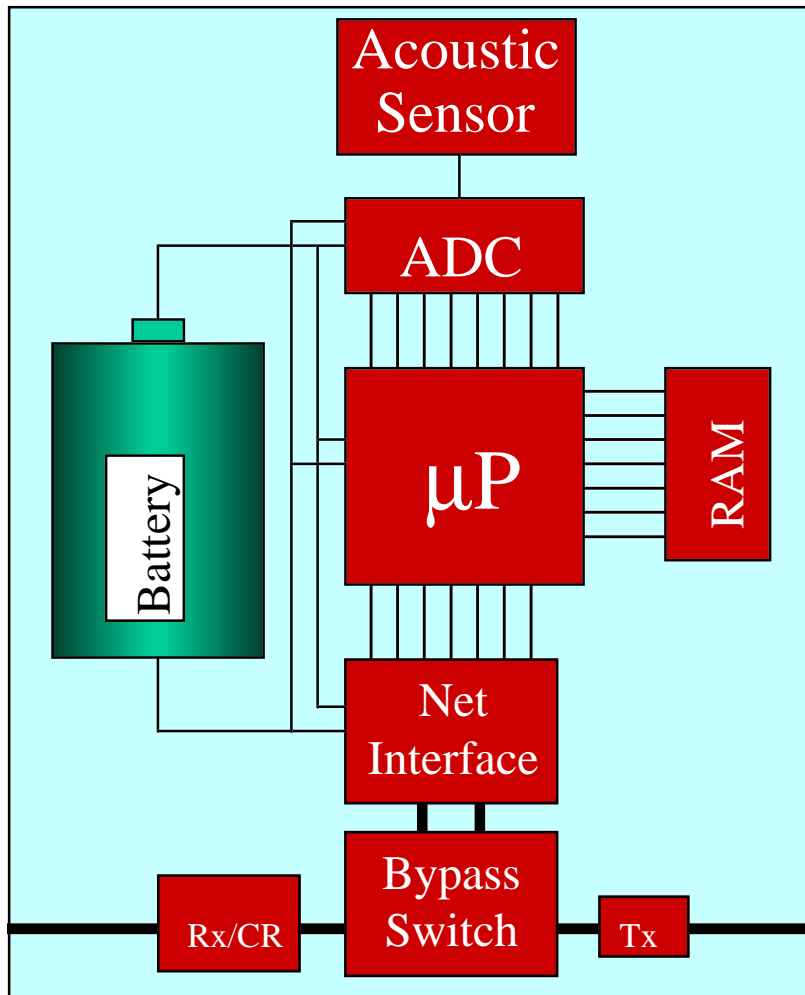 Acoustic
Sensor
ADC
µP
RAM
Battery
Net
Interface
Bypass
Switch
Rx/CR
Tx